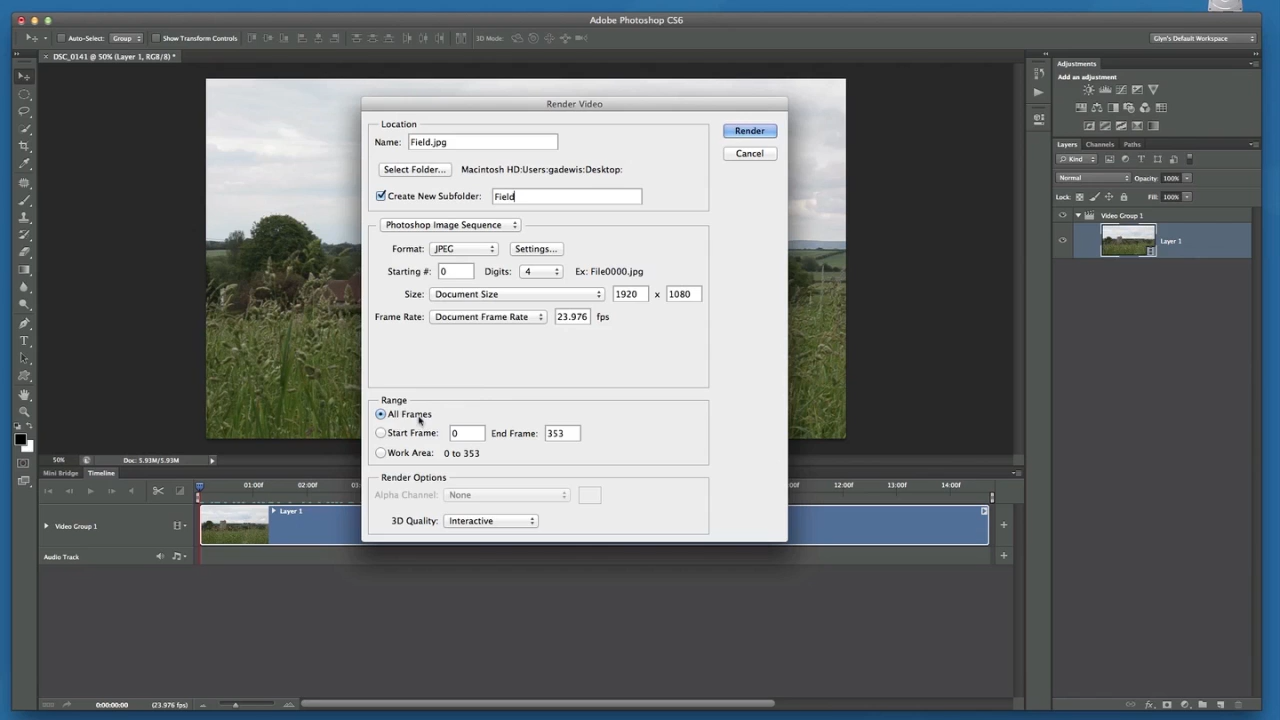 Adobe Photoshop CS6
Auto-Select: Group Show Transform Controls 3D Mode: Glyn's Default Workspace
× DSC_0141 @ 50% (Layer 1, RGB/8) *
Render Video
Location
Name: Field.jpg
Render
Select Folder... Macintosh HD:Users:gadewis:Desktop:
Cancel
Create New Subfolder: Field
Photoshop Image Sequence
Format: JPEG Settings...
Starting #: 0 Digits: 4 Ex: File0000.jpg
Size: Document Size 1920 x 1080
Frame Rate: Document Frame Rate 23.976 fps
Range
All Frames
Start Frame: 0 End Frame: 353
Work Area: 0 to 353
Render Options
Alpha Channel: None
3D Quality: Interactive
Adjustments
Add an adjustment
Layers Channels Paths
Kind
Normal Opacity: 100%
Lock: Fill: 100%
Video Group 1
Layer 1
50% Doc: 5.93M/5.93M
Mini Bridge Timeline
01:00f 02:00f 12:00f 13:00f 14:00f
Video Group 1 Layer 1
Audio Track
0:00:00:00 (23.976 fps)